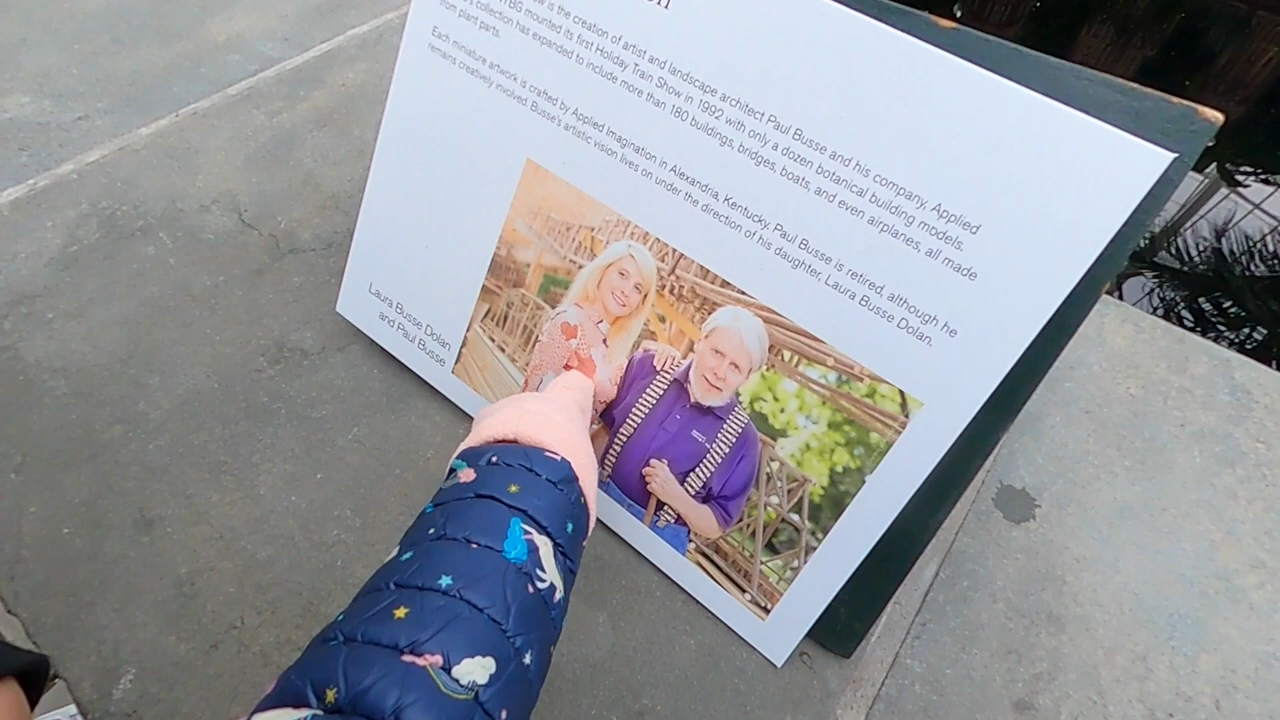 w is the creation of artist and landscape architect Paul Busse and his company, Applied
BG mounted its first Holiday Train Show in 1992 with only a dozen botanical building models.
's collection has expanded to include more than 180 buildings, bridges, boats, and even airplanes, all made
from plant parts.
Each miniature artwork is crafted by Applied Imagination in Alexandria, Kentucky. Paul Busse is retired, although he
remains creatively involved. Busse's artistic vision lives on under the direction of his daughter, Laura Busse Dolan.
Laura Busse Dolan
and Paul Busse